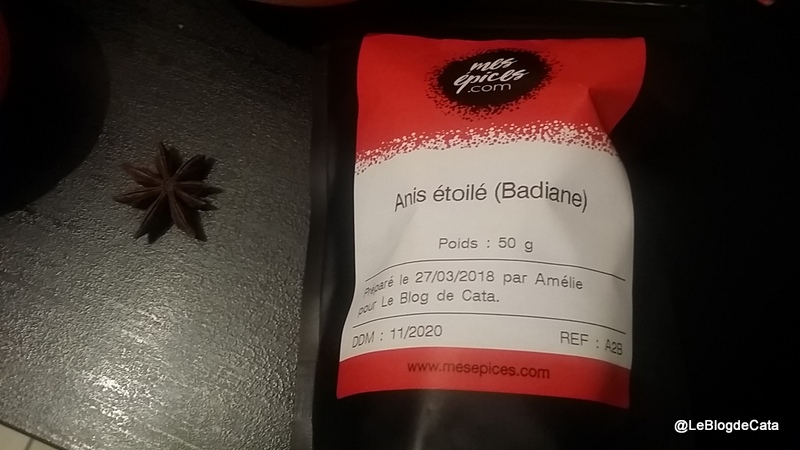 mes
épices
.com
Anis étoilé (Badiane)
Poids : 50 g
Préparé le 27/03/2018 par Amélie
pour Le Blog de Cata.
DDM : 11/2020 REF : A2B
www.mesepices.com
@LeBlogdeCata